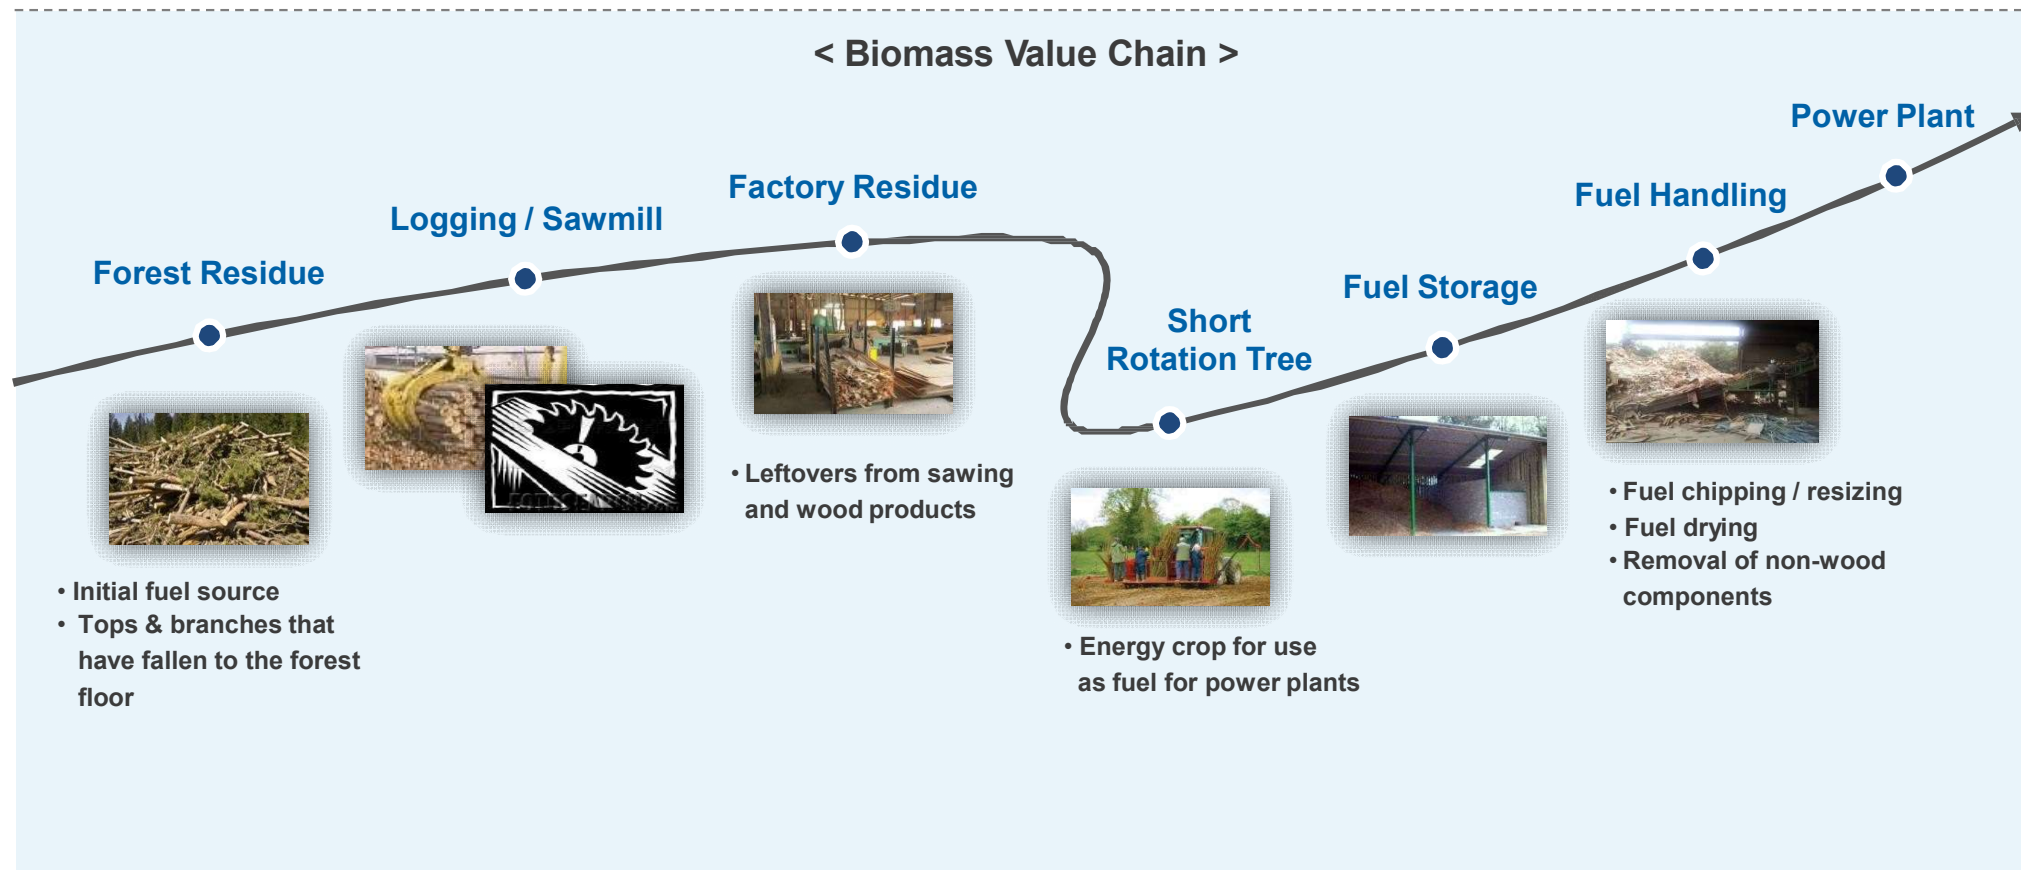 < Biomass Value Chain >
Power Plant
Fuel Handling
Factory Residue
Logging / Sawmill
Forest Residue
Fuel Storage
Short
Rotation Tree
• Leftovers from sawing
and wood products
• Fuel chipping / resizing
• Fuel drying
• Removal of non-wood
components
• Initial fuel source
• Tops & branches that
have fallen to the forest
floor
• Energy crop for use
as fuel for power plants